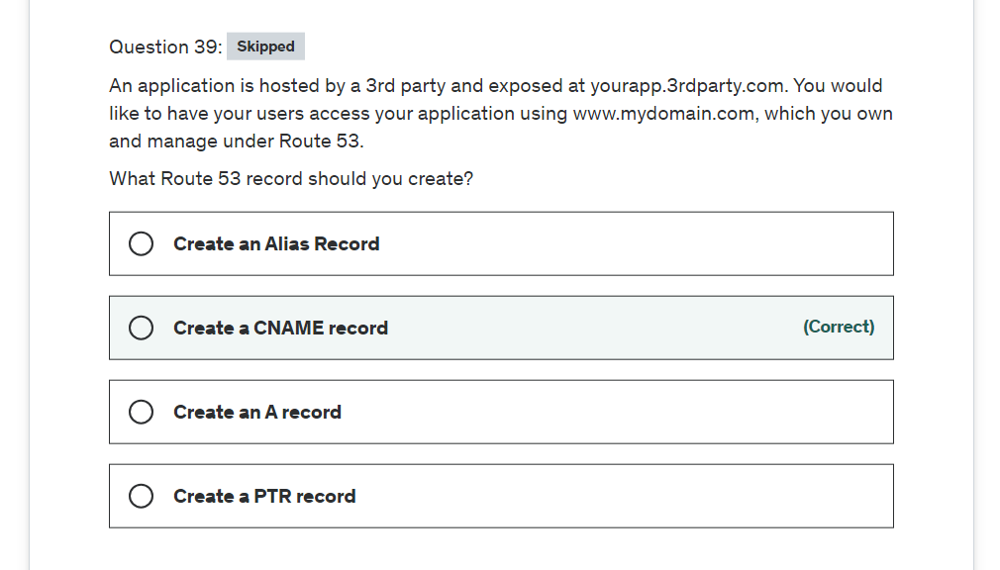 Question 39: Skipped
An application is hosted by a 3rd party and exposed at yourapp.3rdparty.com. You would
like to have your users access your application using www.mydomain.com, which you own
and manage under Route 53.
What Route 53 record should you create?
Create an Alias Record
Create a CNAME record (Correct)
Create an A record
Create a PTR record